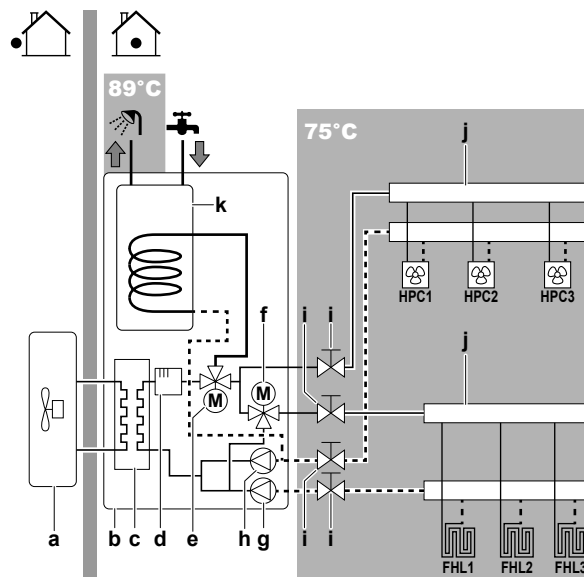 89°C
75°C
j
k
HPC1 HPC2 HPC3
f i i
j
M
M
a b c d e h g i i
FHL1 FHL2 FHL3